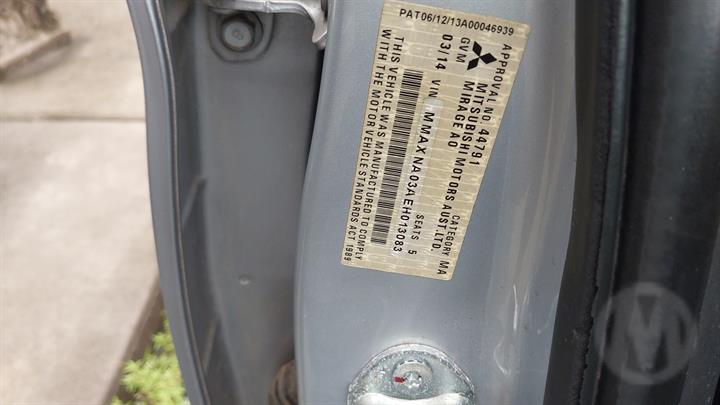 PAT06/12/13A00046939
APPROVAL NO. 44791 CATEGORY MA
MITSUBISHI MOTORS AUST.LTD.
GVM MIRAGE AO
03/14 VIN MMAXNA03AEH013083
SEATS 5
THIS VEHICLE WAS MANUFACTURED TO COMPLY
WITH THE MOTOR VEHICLE STANDARDS ACT 1989
M